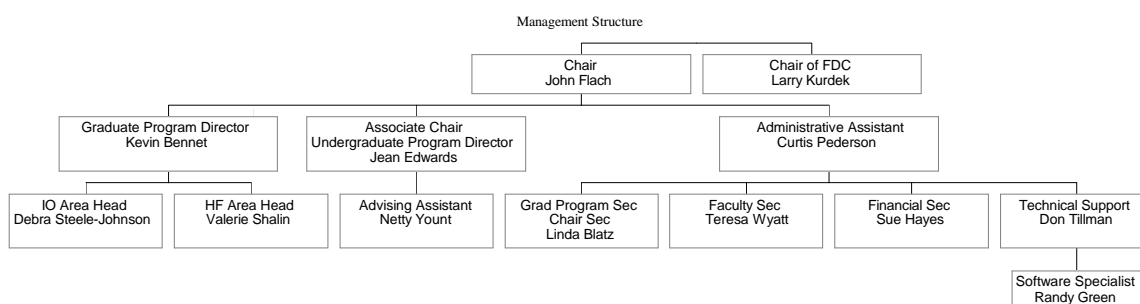 Management Structure
Chair
John Flach
Chair of FDC
Larry Kurdek
Graduate Program Director
Kevin Bennet
Associate Chair
Undergraduate Program Director
Jean Edwards
Administrative Assistant
Curtis Pederson
IO Area Head
Debra Steele-Johnson
HF Area Head
Valerie Shalin
Advising Assistant
Netty Yount
Grad Program Sec
Chair Sec
Linda Blatz
Faculty Sec
Teresa Wyatt
Financial Sec
Sue Hayes
Technical Support
Don Tillman
Software Specialist
Randy Green